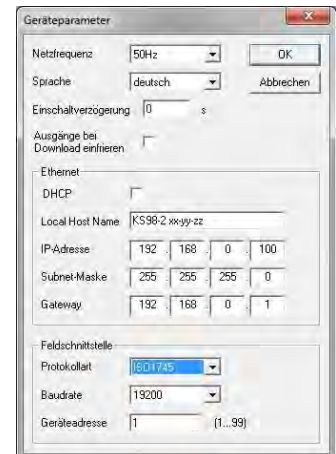 Geräteparameter
Netzfrequenz 50Hz OK
Sprache deutsch Abbrechen
Einschaltverzögerung 0 s
Ausgänge bei
Download einfrieren
Ethernet
DHCP
Local Host Name KS98-2 xx-yy-zz
IP-Adresse 192 . 168 . 0 . 100
Subnet-Maske 255 . 255 . 255 . 0
Gateway 192 . 168 . 0 . 1
Feldschnittstelle
Protokollart ISO1745
Baudrate 19200
Geräteadresse 1 (1...99)